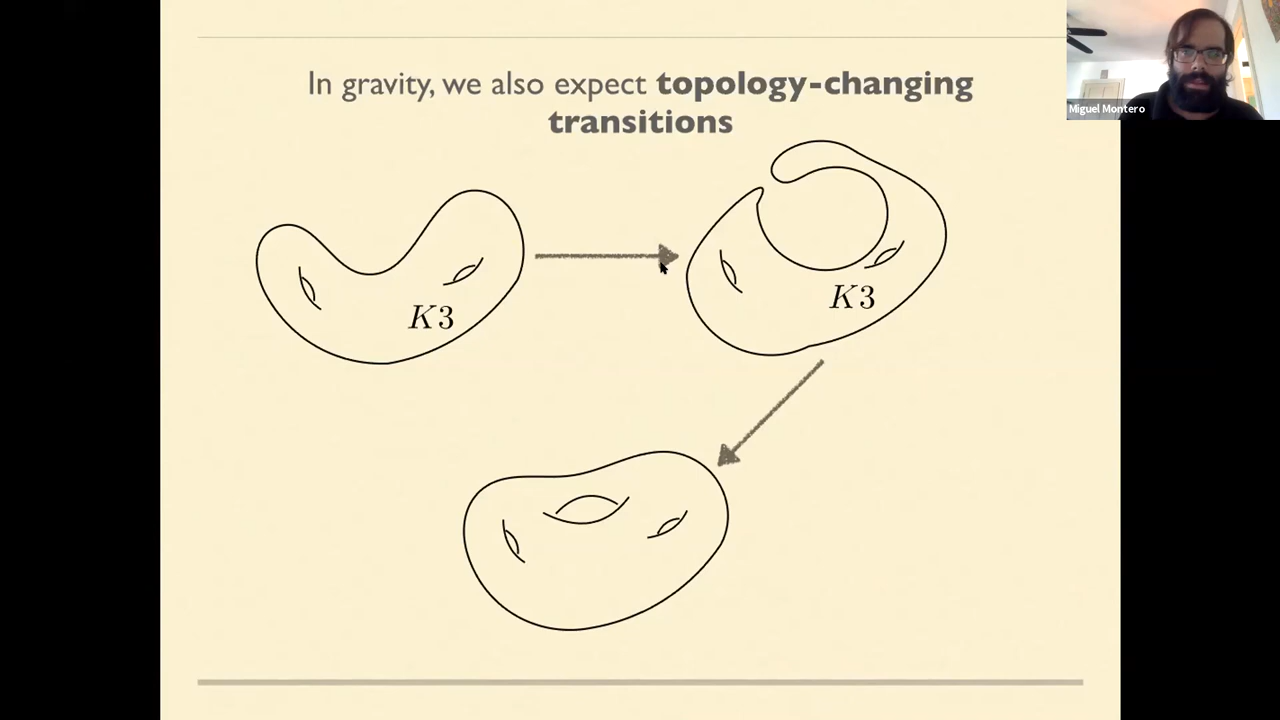 In gravity, we also expect topology-changing
transitions
Miguel Montero
K3
K3